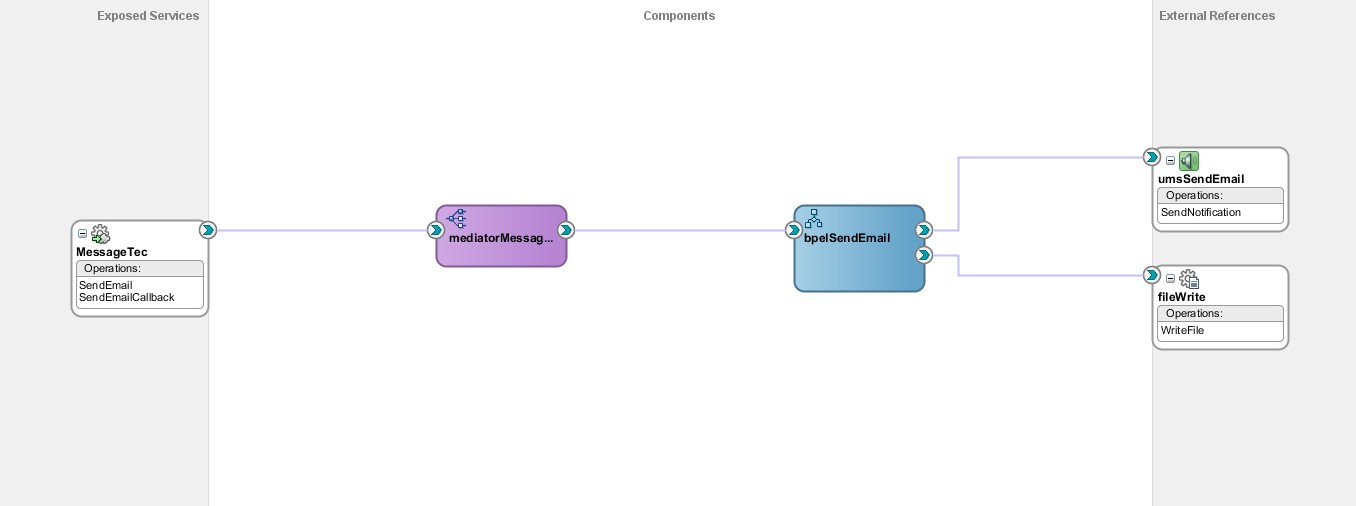 Exposed Services
Components
External References
MessageTec
Operations:
SendEmail
SendEmailCallback
mediatorMessag...
bpelSendEmail
umsSendEmail
Operations:
SendNotification
fileWrite
Operations:
WriteFile